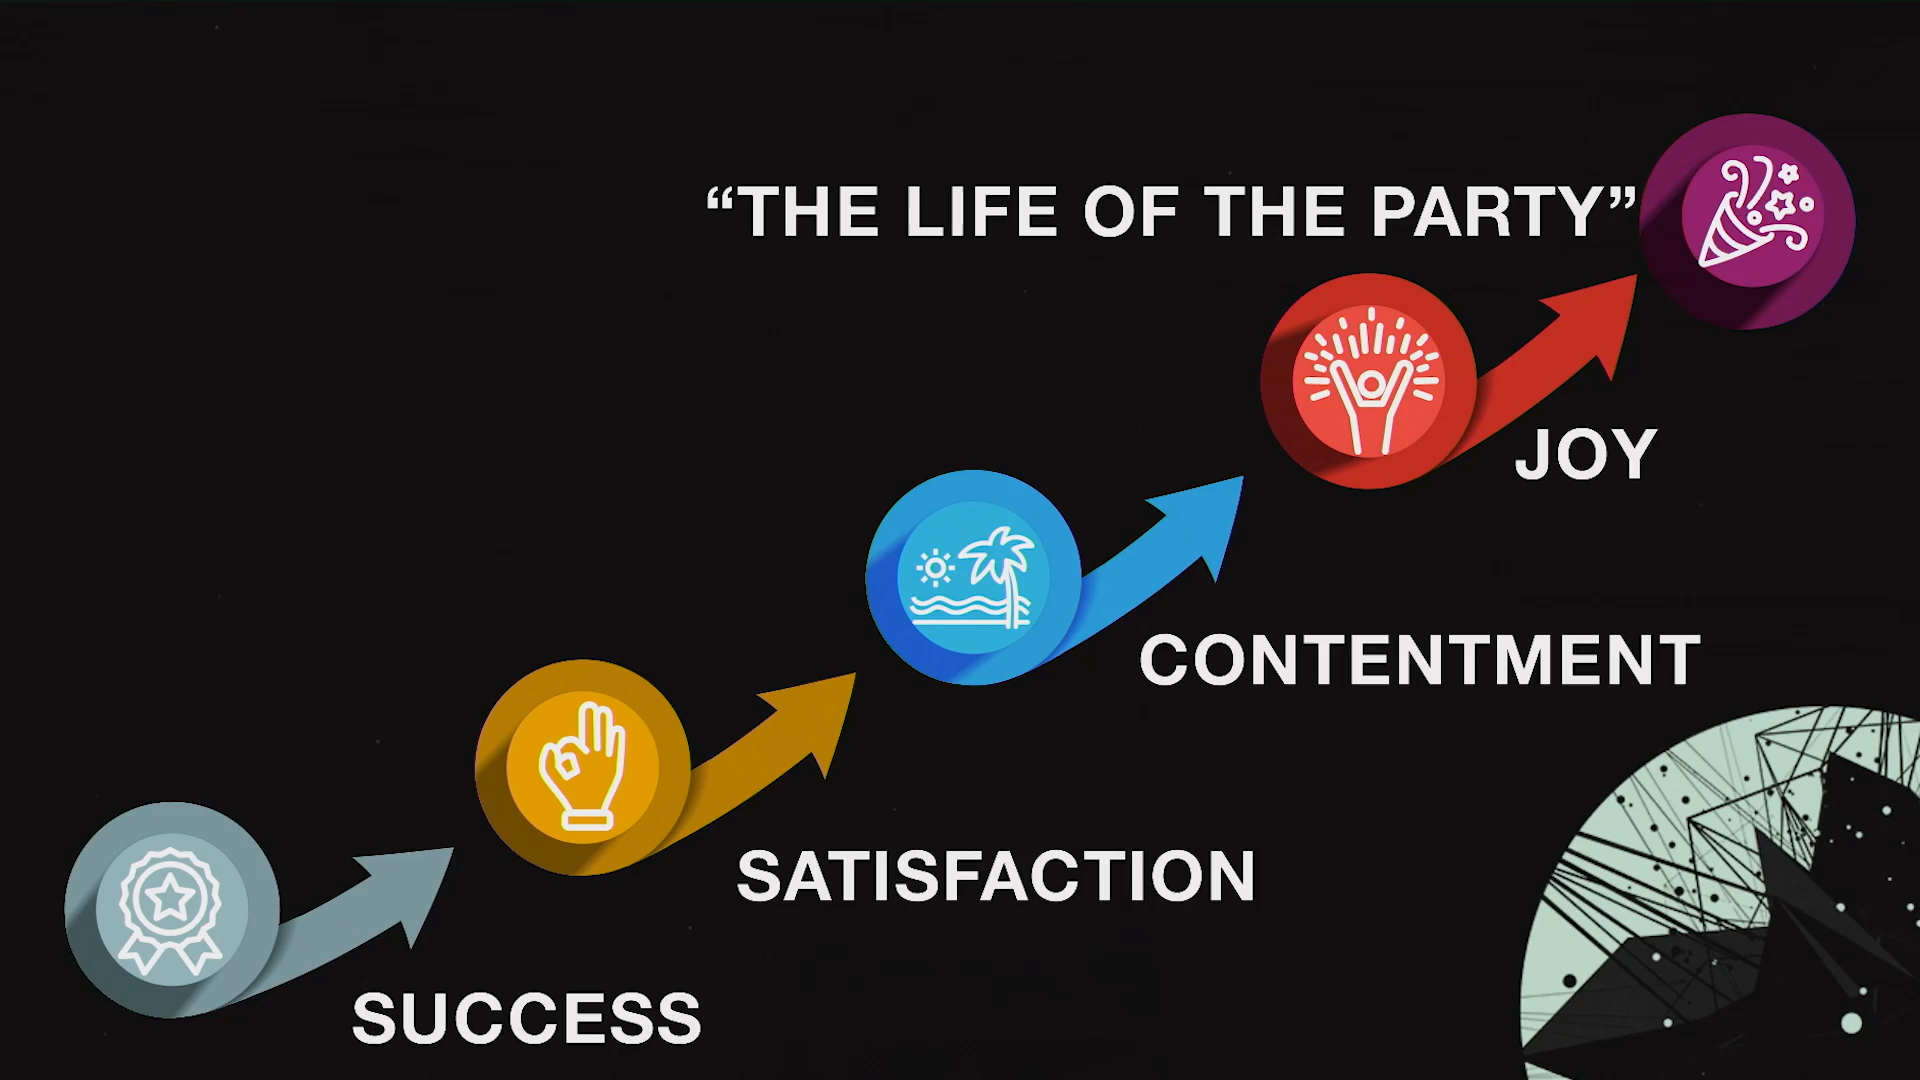 “THE LIFE OF THE PARTY”
JOY
CONTENTMENT
SATISFACTION
SUCCESS